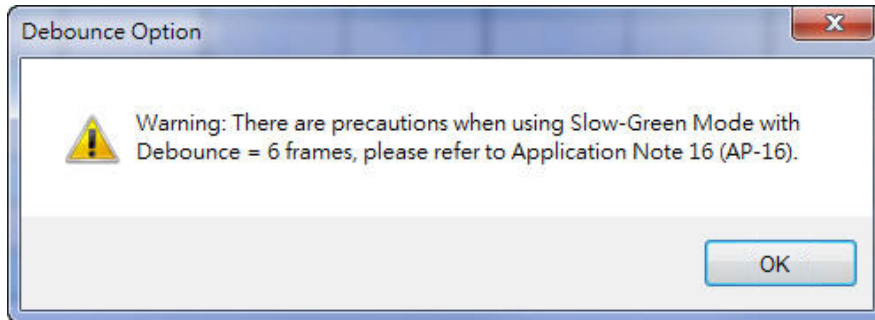 Debounce Option
Warning: There are precautions when using Slow-Green Mode with
Debounce = 6 frames, please refer to Application Note 16 (AP-16).
OK